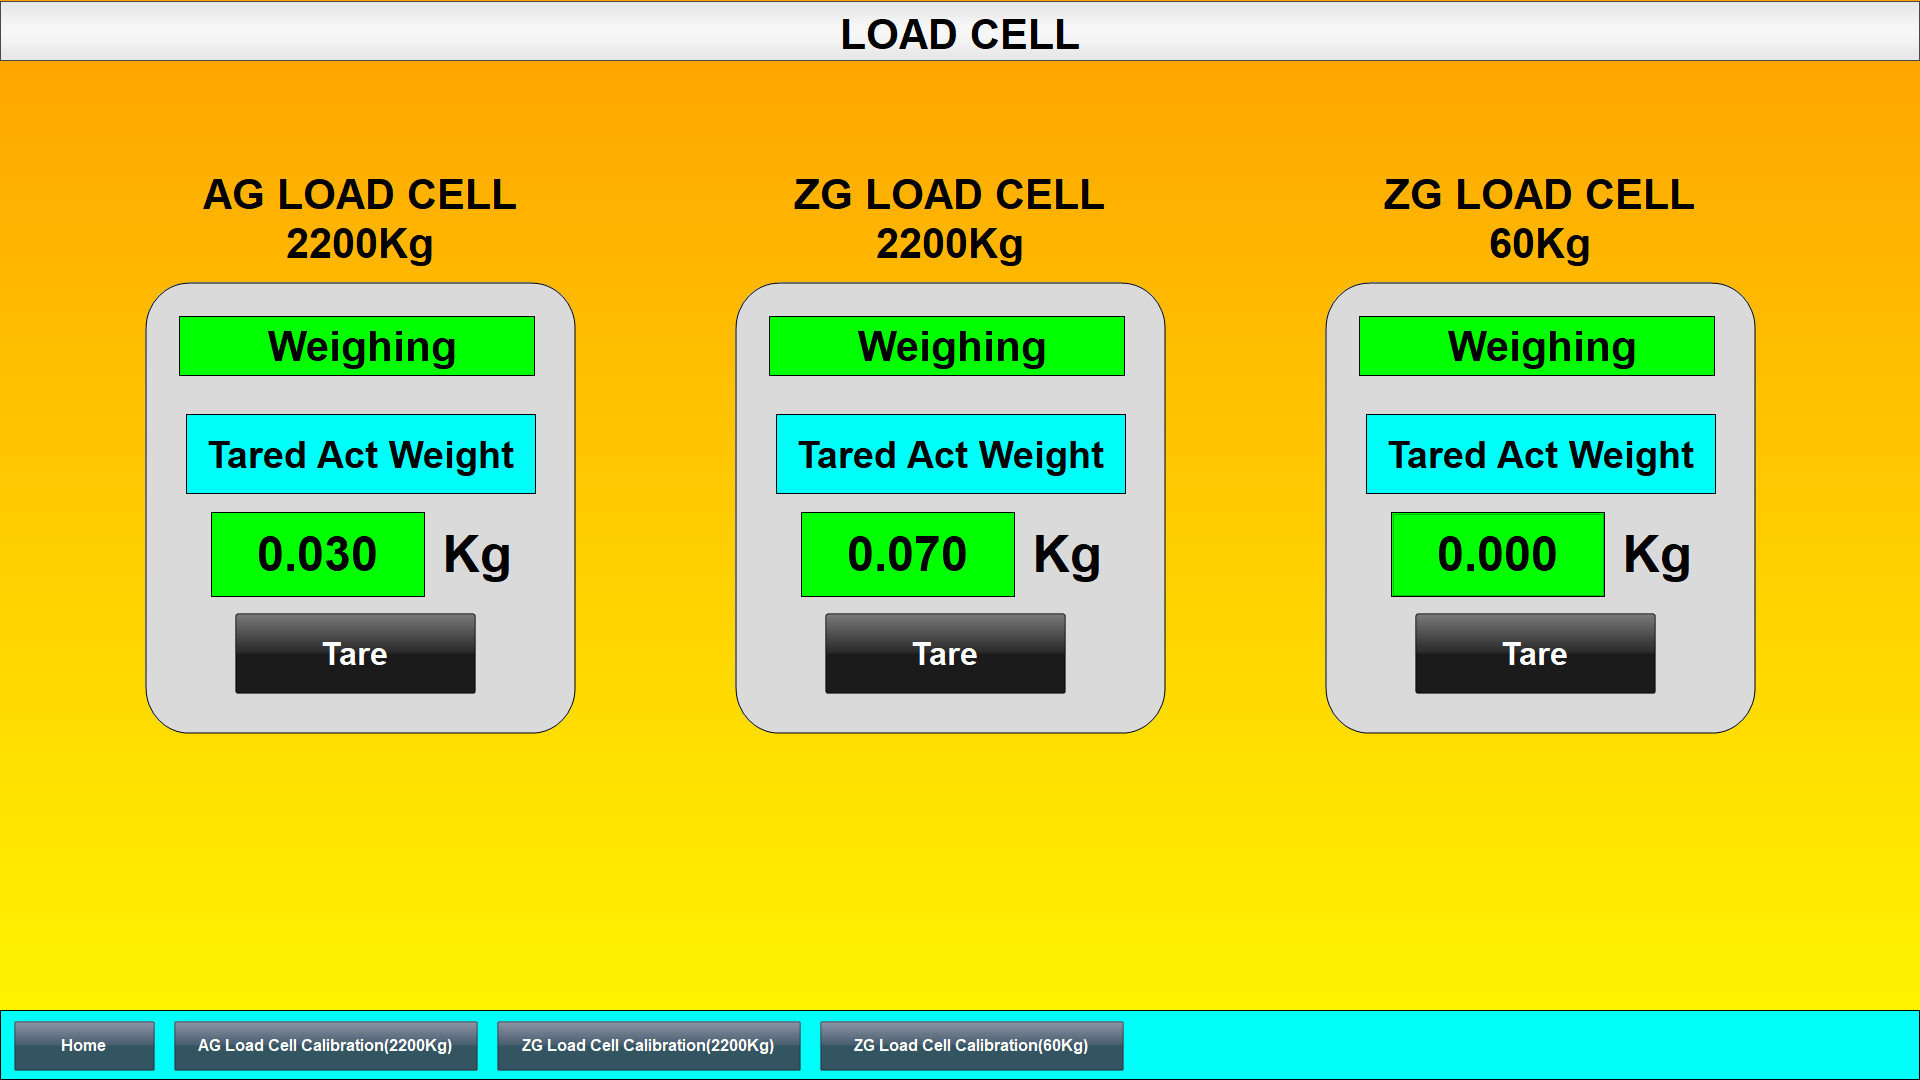 LOAD CELL
AG LOAD CELL
2200Kg
Weighing
Tared Act Weight
0.030 Kg
Tare
ZG LOAD CELL
2200Kg
Weighing
Tared Act Weight
0.070 Kg
Tare
ZG LOAD CELL
60Kg
Weighing
Tared Act Weight
0.000 Kg
Tare
Home
AG Load Cell Calibration(2200Kg)
ZG Load Cell Calibration(2200Kg)
ZG Load Cell Calibration(60Kg)